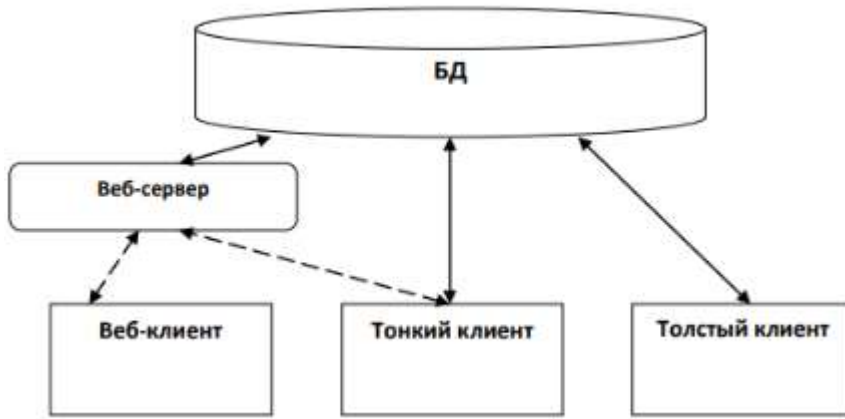 БД
Веб-сервер
Веб-клиент
Тонкий клиент
Толстый клиент